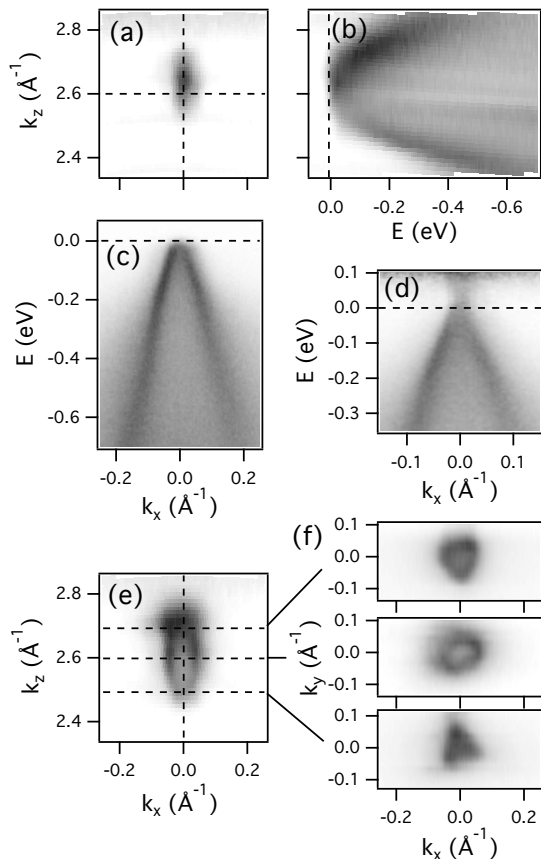 (a)
k_z (Å⁻¹)
2.8
2.6
2.4
(b)
0.0 -0.2 -0.4 -0.6
E (eV)
(c)
E (eV)
0.0
-0.2
-0.4
-0.6
-0.2 0.0 0.2
k_x (Å⁻¹)
(d)
E (eV)
0.1
0.0
-0.1
-0.2
-0.3
-0.1 0.0 0.1
k_x (Å⁻¹)
(e)
k_z (Å⁻¹)
2.8
2.6
2.4
-0.2 0.0 0.2
k_x (Å⁻¹)
(f)
k_y (Å⁻¹)
0.1
0.0
-0.1
0.1
0.0
-0.1
0.1
0.0
-0.1
-0.2 0.0 0.2
k_x (Å⁻¹)